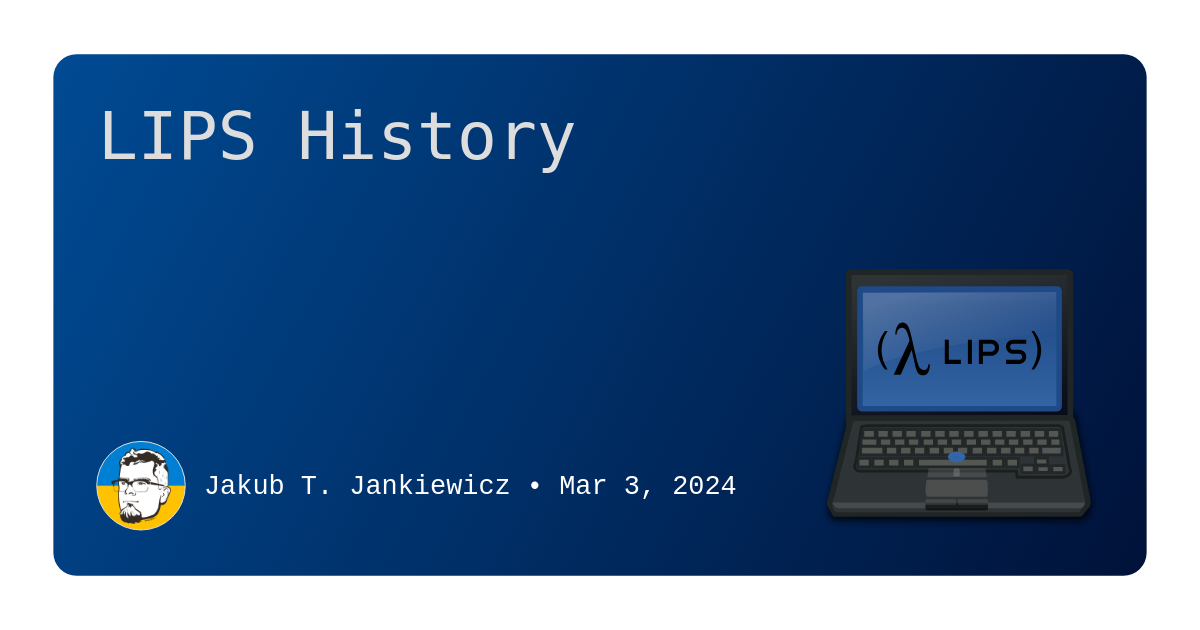 LIPS History
(λ LIPS)
Jakub T. Jankiewicz • Mar 3, 2024